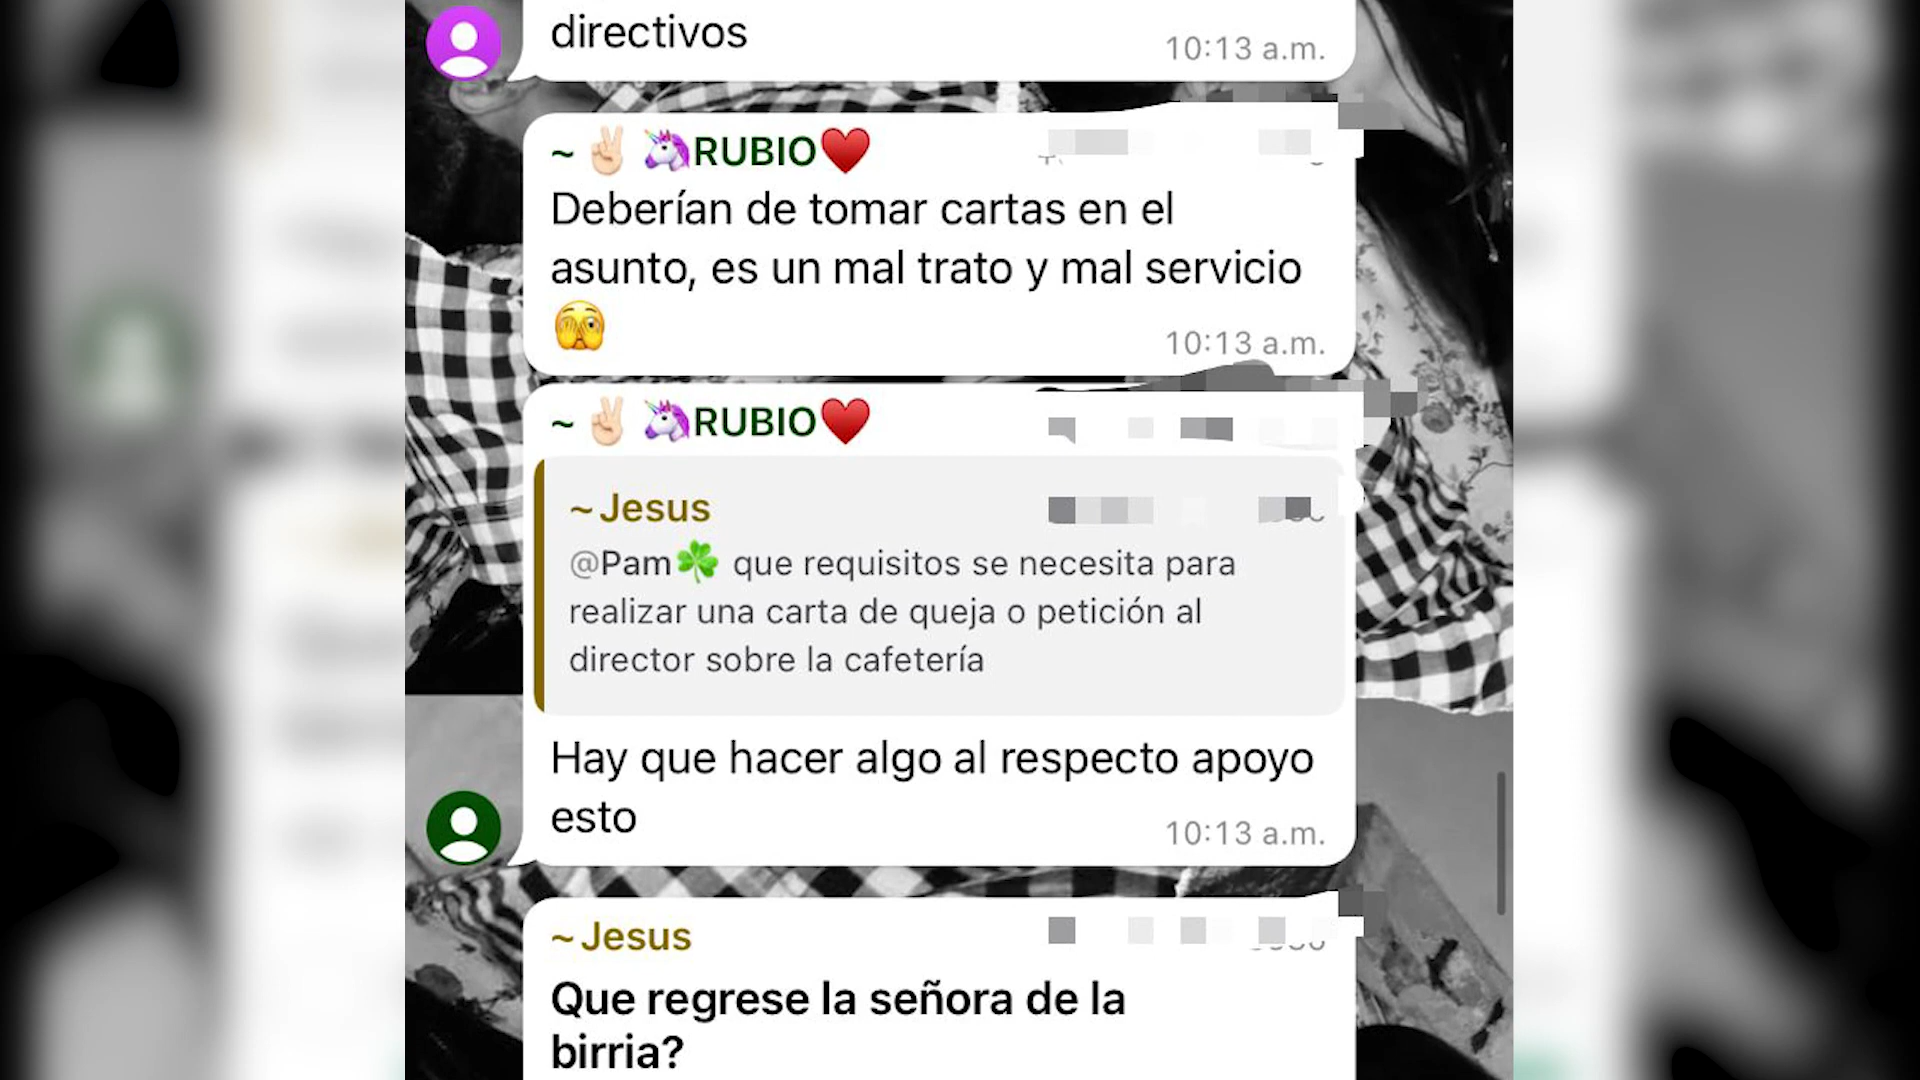 directivos
10:13 a.m.
~✌🏻🦄RUBIO♥️
Deberían de tomar cartas en el
asunto, es un mal trato y mal servicio
🫣
10:13 a.m.
~✌🏻🦄RUBIO♥️
~Jesus
@Pam☘️ que requisitos se necesita para
realizar una carta de queja o petición al
director sobre la cafetería
Hay que hacer algo al respecto apoyo
esto
10:13 a.m.
~Jesus
Que regrese la señora de la
birria?